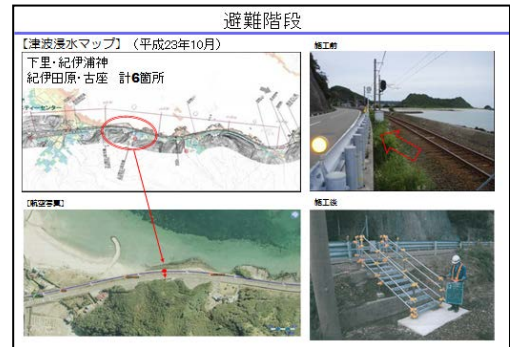 避難階段
【津波浸水マップ】（平成23年10月）
下里・紀伊浦神
紀伊田原・古座　計6箇所
施工前
【航空写真】
施工後